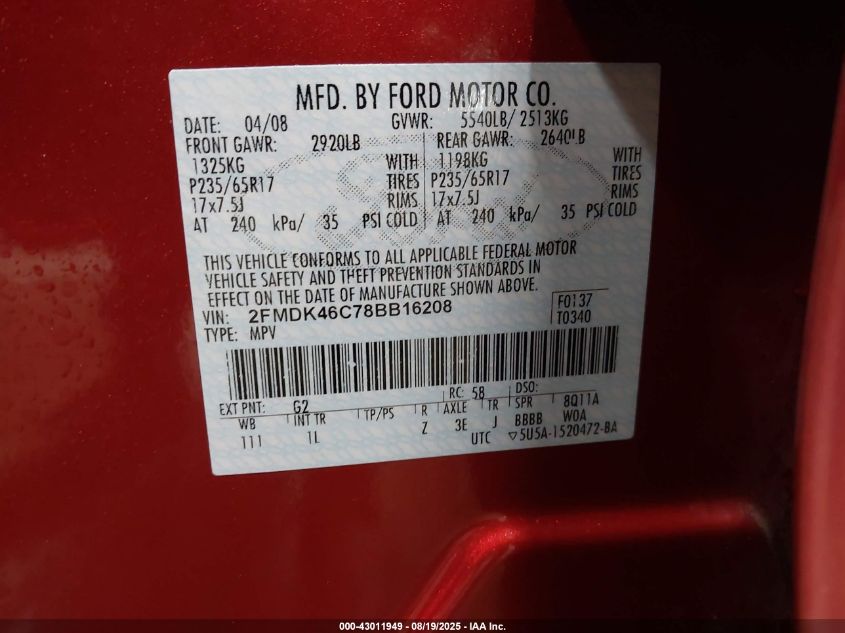 MFD. BY FORD MOTOR CO.
DATE: 04/08 GVWR: 5540LB/ 2513KG
FRONT GAWR: 2920LB REAR GAWR: 2640LB
1325KG WITH 1198KG WITH
P235/65R17 TIRES P235/65R17 TIRES
17x7.5J RIMS 17x7.5J RIMS
AT 240 kPa/ 35 PSI COLD AT 240 kPa/ 35 PSI COLD
THIS VEHICLE CONFORMS TO ALL APPLICABLE FEDERAL MOTOR
VEHICLE SAFETY AND THEFT PREVENTION STANDARDS IN
EFFECT ON THE DATE OF MANUFACTURE SHOWN ABOVE.
VIN: 2FMDK46C78BB16208 F0137
TYPE: MPV T0340
EXT PNT: G2 RC: 58 DSO:
WB INT TR TP/PS R AXLE TR SPR 8Q11A
111 1L Z 3E J BBBB W0A
UTC ▽5U5A-1520472-BA
000-43011949 - 08/19/2025 - IAA Inc.